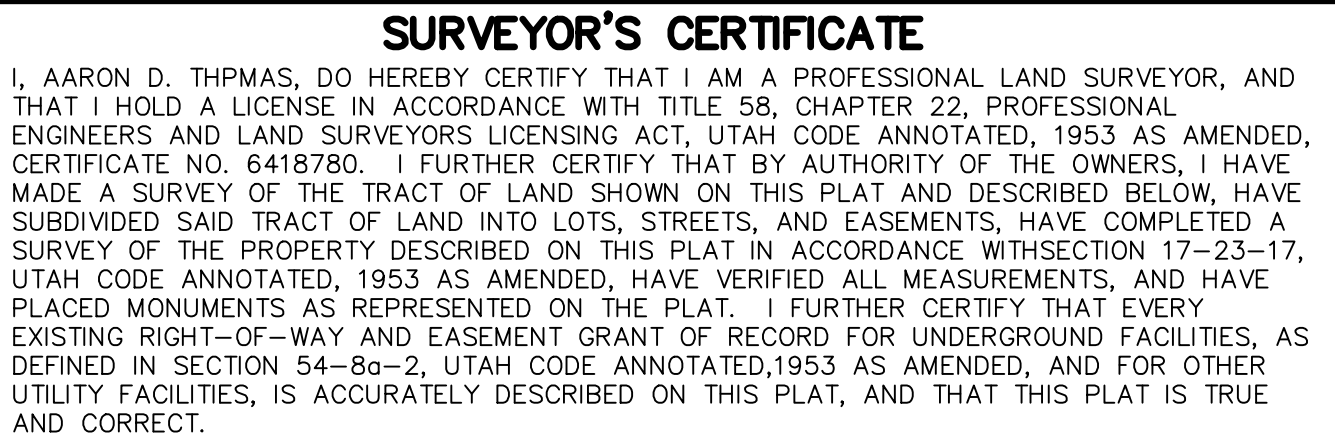 SURVEYOR'S CERTIFICATE
I, AARON D. THPMAS, DO HEREBY CERTIFY THAT I AM A PROFESSIONAL LAND SURVEYOR, AND
THAT I HOLD A LICENSE IN ACCORDANCE WITH TITLE 58, CHAPTER 22, PROFESSIONAL
ENGINEERS AND LAND SURVEYORS LICENSING ACT, UTAH CODE ANNOTATED, 1953 AS AMENDED,
CERTIFICATE NO. 6418780. I FURTHER CERTIFY THAT BY AUTHORITY OF THE OWNERS, I HAVE
MADE A SURVEY OF THE TRACT OF LAND SHOWN ON THIS PLAT AND DESCRIBED BELOW, HAVE
SUBDIVIDED SAID TRACT OF LAND INTO LOTS, STREETS, AND EASEMENTS, HAVE COMPLETED A
SURVEY OF THE PROPERTY DESCRIBED ON THIS PLAT IN ACCORDANCE WITHSECTION 17-23-17,
UTAH CODE ANNOTATED, 1953 AS AMENDED, HAVE VERIFIED ALL MEASUREMENTS, AND HAVE
PLACED MONUMENTS AS REPRESENTED ON THE PLAT. I FURTHER CERTIFY THAT EVERY
EXISTING RIGHT-OF-WAY AND EASEMENT GRANT OF RECORD FOR UNDERGROUND FACILITIES, AS
DEFINED IN SECTION 54-8a-2, UTAH CODE ANNOTATED,1953 AS AMENDED, AND FOR OTHER
UTILITY FACILITIES, IS ACCURATELY DESCRIBED ON THIS PLAT, AND THAT THIS PLAT IS TRUE
AND CORRECT.